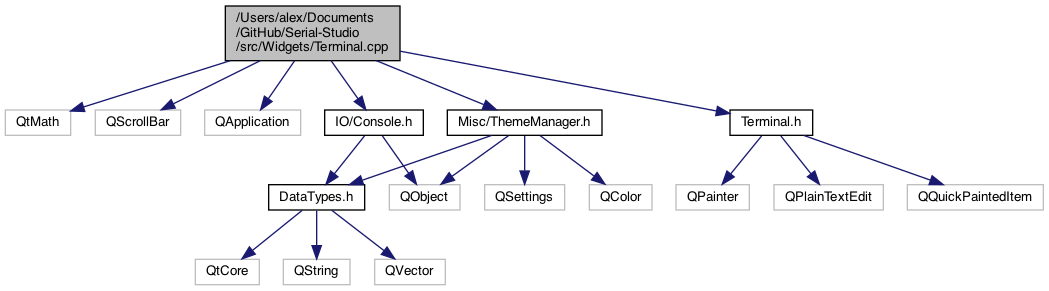 /Users/alex/Documents
/GitHub/Serial-Studio
/src/Widgets/Terminal.cpp
QtMath
QScrollBar
QApplication
IO/Console.h
Misc/ThemeManager.h
Terminal.h
DataTypes.h
QObject
QSettings
QColor
QPainter
QPlainTextEdit
QQuickPaintedItem
QtCore
QString
QVector